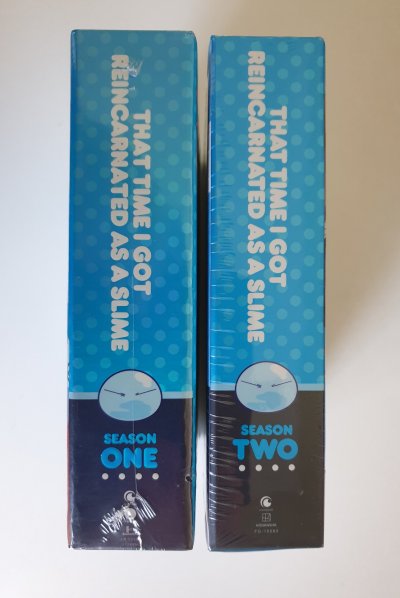 THAT TIME I GOT
REINCARNATED AS A SLIME
SEASON
ONE
THAT TIME I GOT
REINCARNATED AS A SLIME
SEASON
TWO